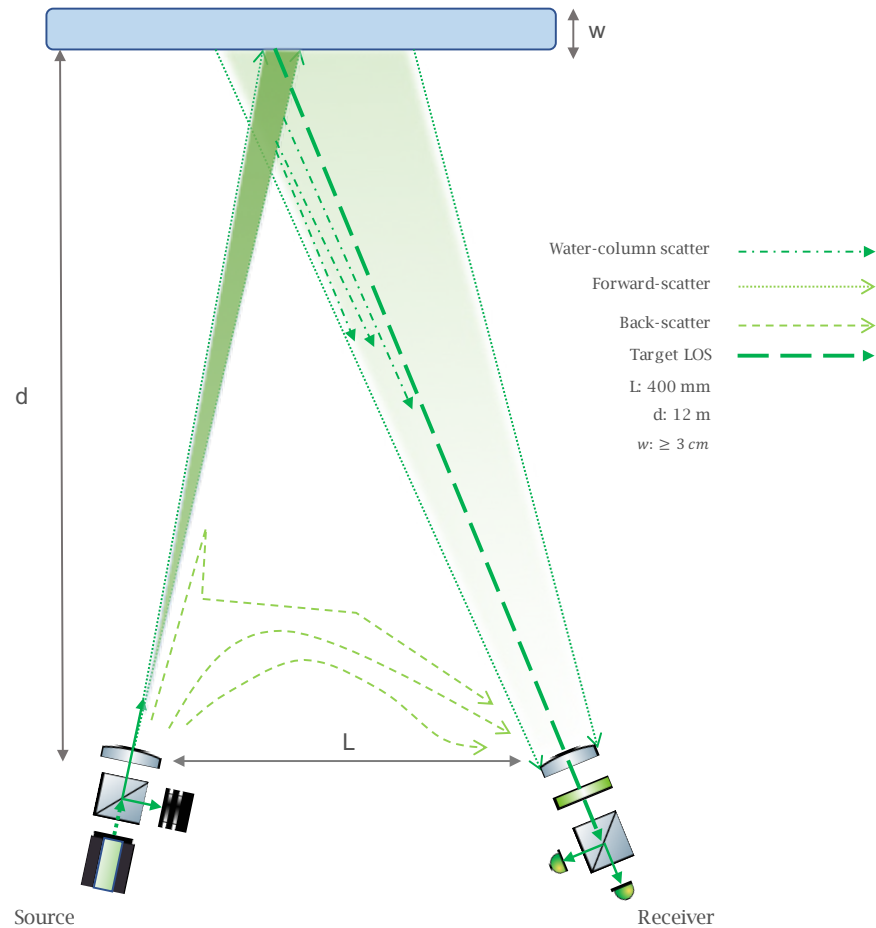 w
d
Water-column scatter
Forward-scatter
Back-scatter
Target LOS
L: 400 mm
d: 12 m
w: ≥ 3 cm
L
Source
Receiver